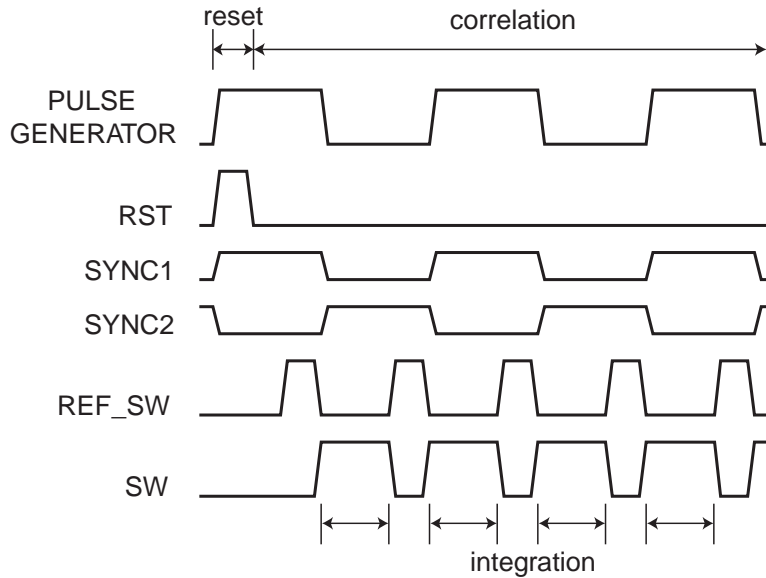 reset
correlation
PULSE
GENERATOR
RST
SYNC1
SYNC2
REF_SW
SW
integration